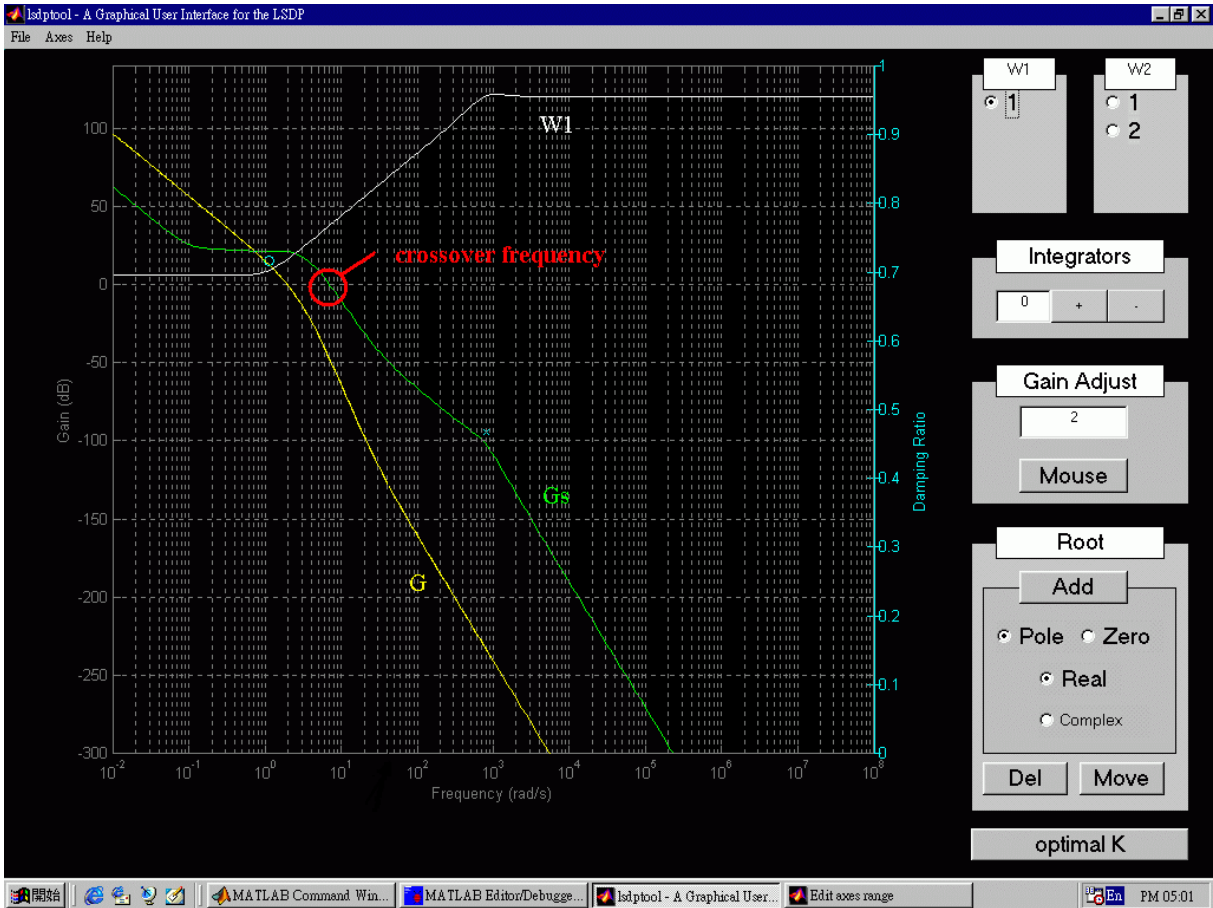 lsdptool - A Graphical User Interface for the LSDP
File Axes Help
W1
1
W2
1
2
Integrators
0 + -
Gain Adjust
2
Mouse
Root
Add
Pole Zero
Real
Complex
Del Move
optimal K
100
50
0
-50
-100
-150
-200
-250
-300
Gain (dB)
W1
crossover frequency
Gs
G
1
0.9
0.8
0.7
0.6
0.5
0.4
0.3
0.2
0.1
0
Damping Ratio
10^-2 10^-1 10^0 10^1 10^2 10^3 10^4 10^5 10^6 10^7 10^8
Frequency (rad/s)
開始 MATLAB Command Win... MATLAB Editor/Debugge... lsdptool - A Graphical User... Edit axes range En PM 05:01